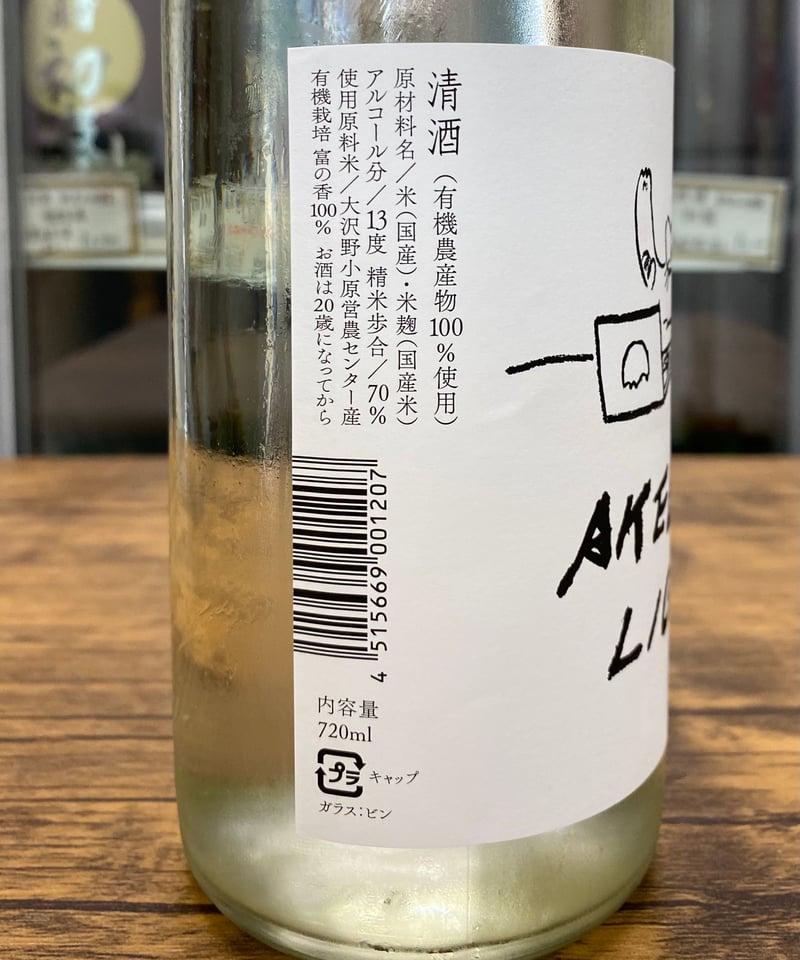 清酒（有機農産物100％使用）
原材料名／米（国産）・米麹（国産米）
アルコール分／13度 精米歩合／70％
使用原料米／大沢野小原営農センター産
有機栽培 富の香100％ お酒は20歳になってから
4 515669 001207
内容量
720ml
プラ キャップ
ガラス：ビン